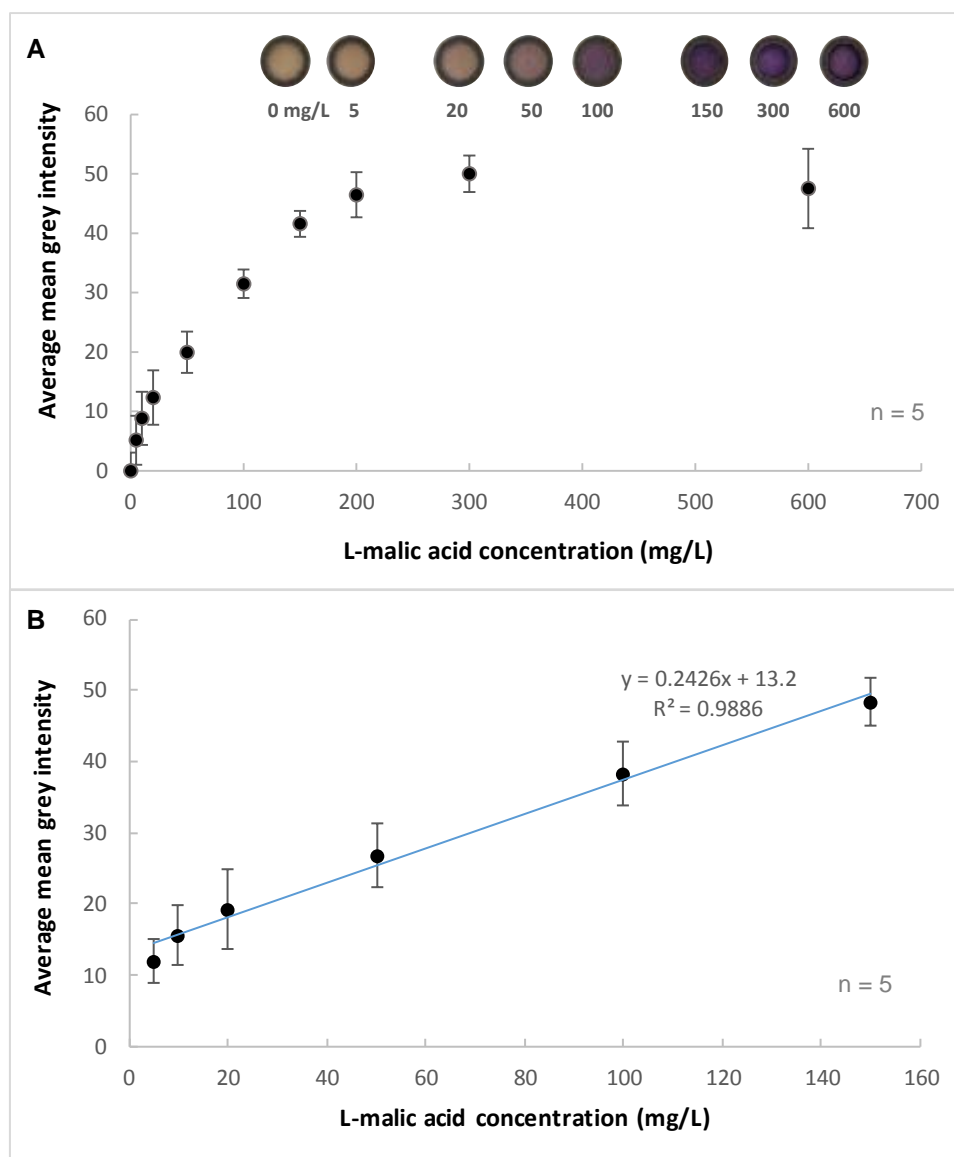 A
0 mg/L 5 20 50 100 150 300 600
60
50
40
30
20
10
0
Average mean grey intensity
n = 5
0 100 200 300 400 500 600 700
L-malic acid concentration (mg/L)
B
60
50
40
30
20
10
0
Average mean grey intensity
y = 0.2426x + 13.2
R² = 0.9886
n = 5
0 20 40 60 80 100 120 140 160
L-malic acid concentration (mg/L)